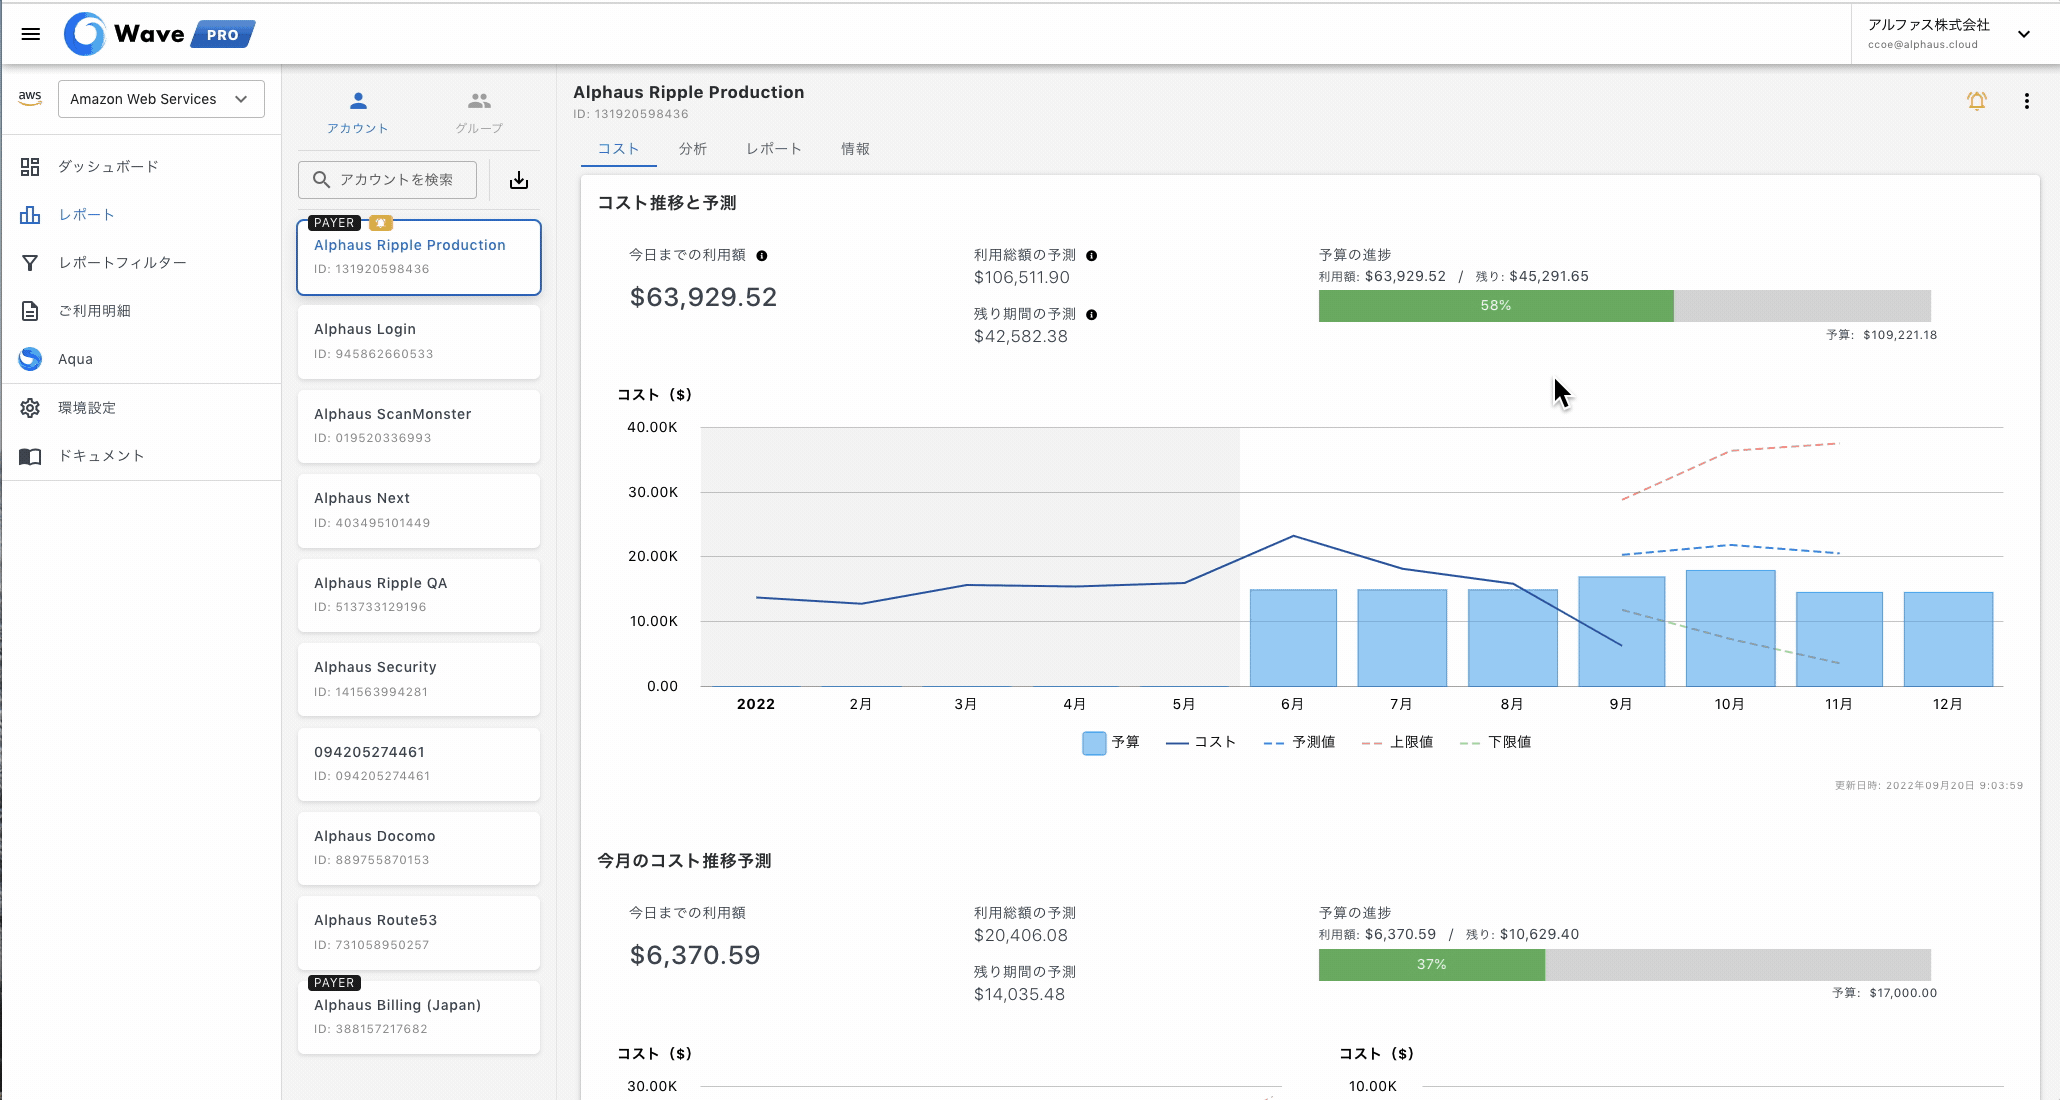 Wave PRO
アルファス株式会社
ccoe@alphaus.cloud
aws
Amazon Web Services
ダッシュボード
レポート
レポートフィルター
ご利用明細
Aqua
環境設定
ドキュメント
アカウント
グループ
アカウントを検索
PAYER
Alphaus Ripple Production
ID: 131920598436
Alphaus Login
ID: 945862660533
Alphaus ScanMonster
ID: 019520336993
Alphaus Next
ID: 403495101449
Alphaus Ripple QA
ID: 513733129196
Alphaus Security
ID: 141563994281
094205274461
ID: 094205274461
Alphaus Docomo
ID: 889755870153
Alphaus Route53
ID: 731058950257
PAYER
Alphaus Billing (Japan)
ID: 388157217682
Alphaus Ripple Production
ID: 131920598436
コスト
分析
レポート
情報
コスト推移と予測
今日までの利用額
$63,929.52
利用総額の予測
$106,511.90
残り期間の予測
$42,582.38
予算の進捗
利用額: $63,929.52 / 残り: $45,291.65
58%
予算: $109,221.18
コスト ($)
40.00K
30.00K
20.00K
10.00K
0.00
2022 2月 3月 4月 5月 6月 7月 8月 9月 10月 11月 12月
予算 コスト 予測値 上限値 下限値
更新日時: 2022年09月20日 9:03:59
今月のコスト推移予測
今日までの利用額
$6,370.59
利用総額の予測
$20,406.08
残り期間の予測
$14,035.48
予算の進捗
利用額: $6,370.59 / 残り: $10,629.40
37%
予算: $17,000.00
コスト ($)
30.00K
コスト ($)
10.00K